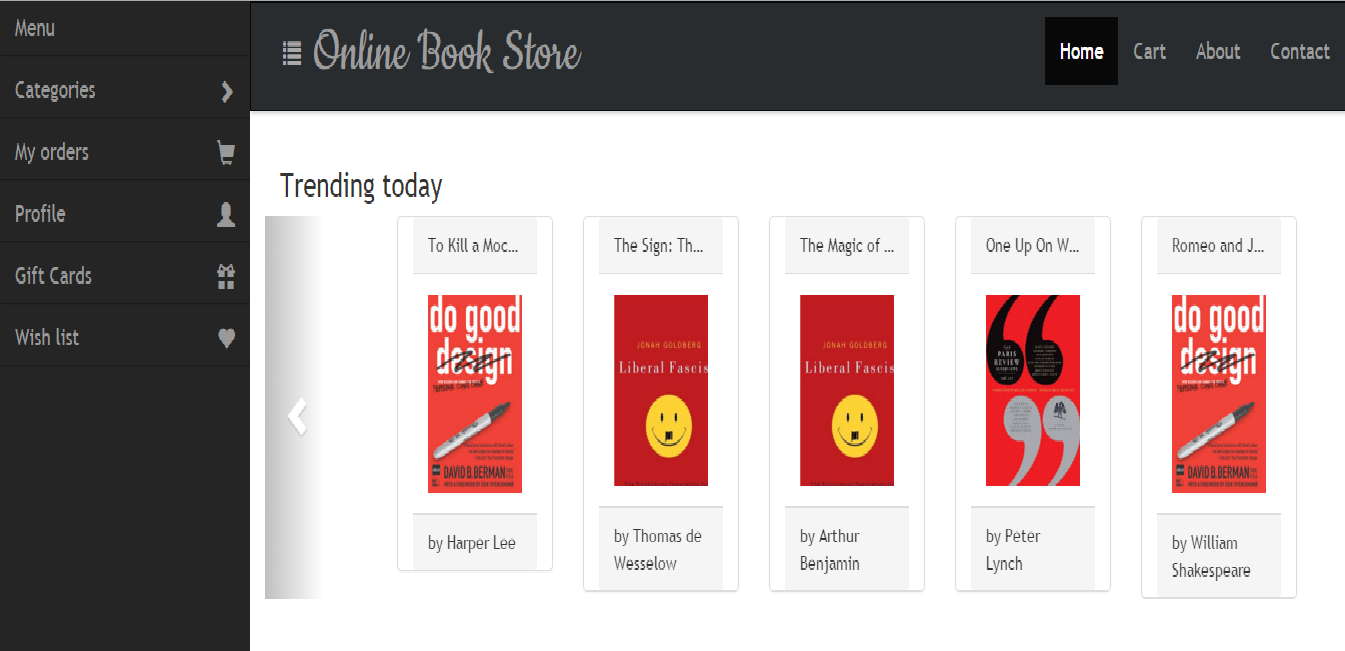 Menu
Categories
My orders
Profile
Gift Cards
Wish list
Online Book Store
Home Cart About Contact
Trending today
To Kill a Moc...
do good
design
DAVID B. BERMAN
by Harper Lee
The Sign: Th...
JONAH GOLDBERG
Liberal Fascis
by Thomas de
Wesselow
The Magic of ...
JONAH GOLDBERG
Liberal Fascis
by Arthur
Benjamin
One Up On W...
THE
PARIS
REVIEW
by Peter
Lynch
Romeo and J...
do good
design
DAVID B. BERMAN
by William
Shakespeare